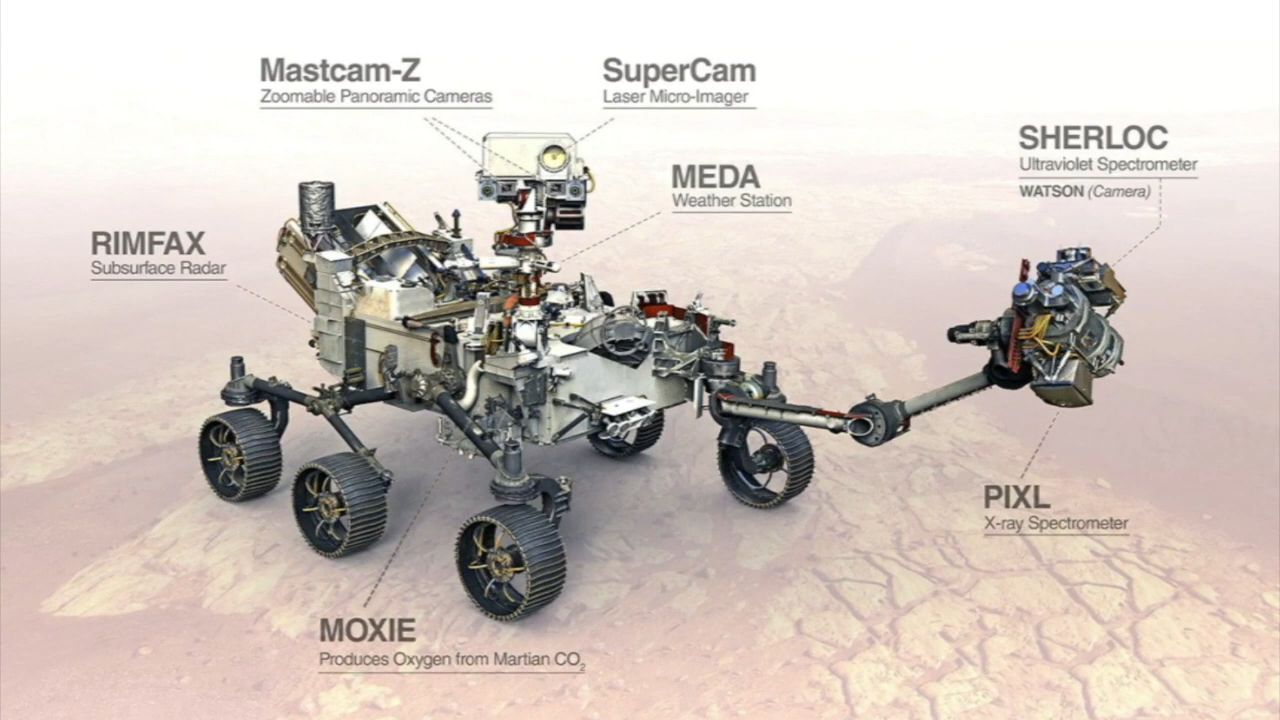 Mastcam-Z
Zoomable Panoramic Cameras
SuperCam
Laser Micro-Imager
SHERLOC
Ultraviolet Spectrometer
WATSON (Camera)
MEDA
Weather Station
RIMFAX
Subsurface Radar
PIXL
X-ray Spectrometer
MOXIE
Produces Oxygen from Martian CO₂